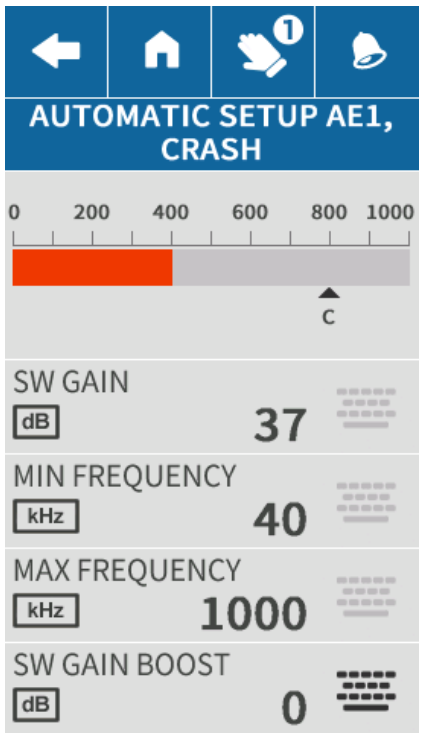 1
AUTOMATIC SETUP AE1,
CRASH
0 200 400 600 800 1000
C
SW GAIN
dB 37
MIN FREQUENCY
kHz 40
MAX FREQUENCY
kHz 1000
SW GAIN BOOST
dB 0